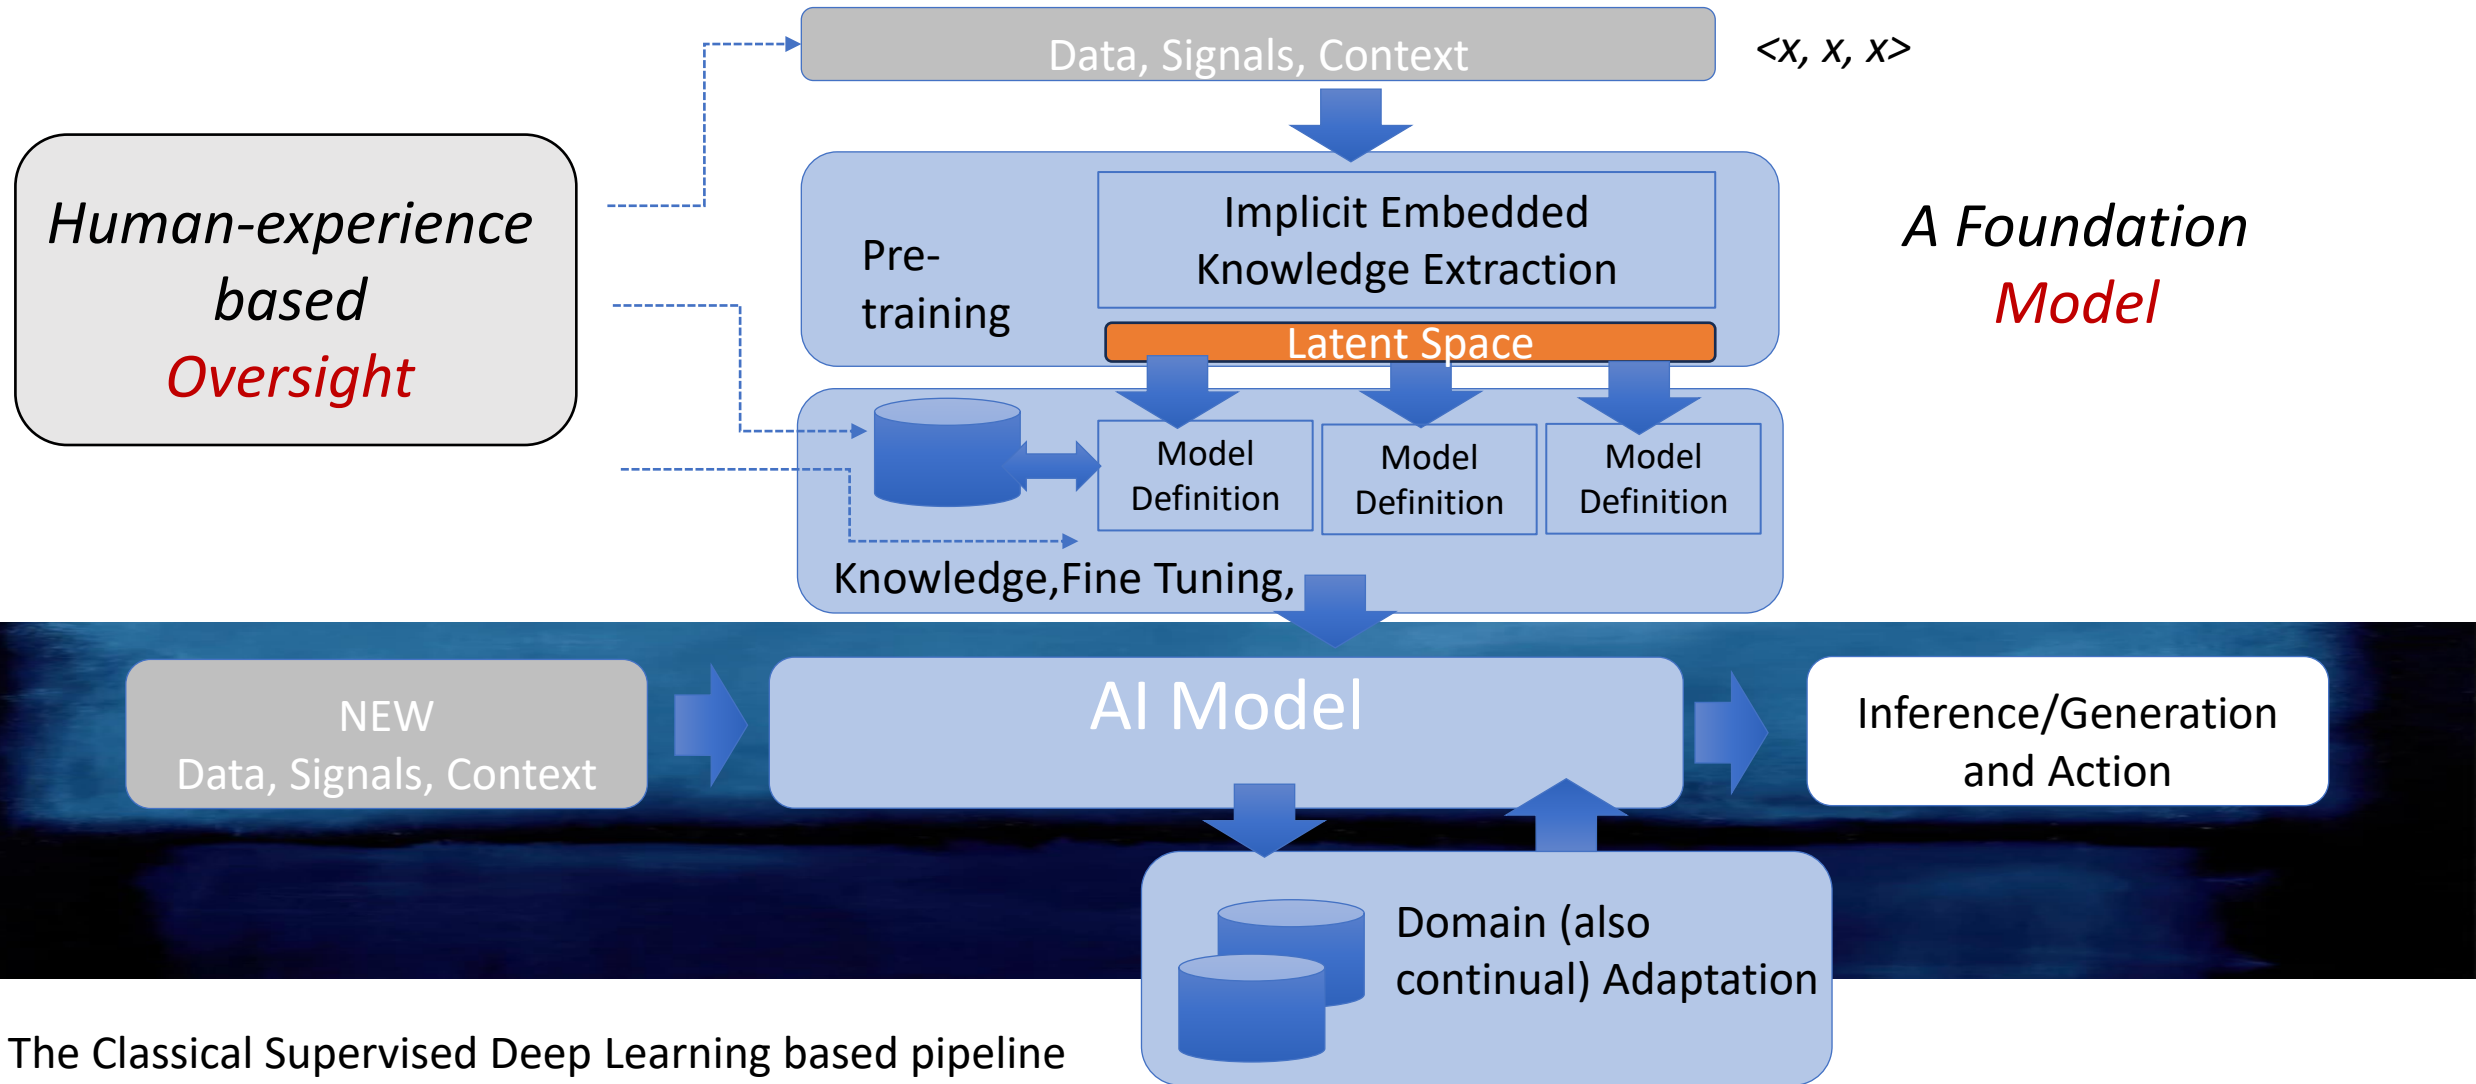 Data, Signals, Context
<x, x, x>
Human-experience
based
Oversight
Pre-
training
Implicit Embedded
Knowledge Extraction
Latent Space
A Foundation
Model
Model
Definition
Model
Definition
Model
Definition
Knowledge,Fine Tuning,
NEW
Data, Signals, Context
AI Model
Inference/Generation
and Action
Domain (also
continual) Adaptation
The Classical Supervised Deep Learning based pipeline